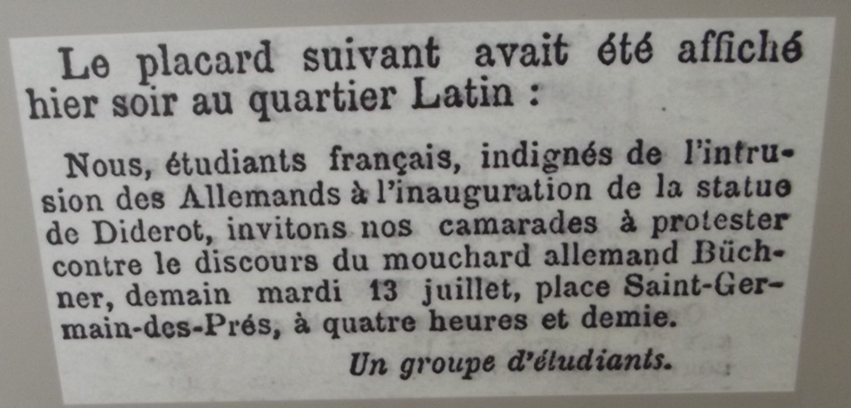 Le placard suivant avait été affiché
hier soir au quartier Latin :
Nous, étudiants français, indignés de l'intru-
sion des Allemands à l'inauguration de la statue
de Diderot, invitons nos camarades à protester
contre le discours du mouchard allemand Büch-
ner, demain mardi 13 juillet, place Saint-Ger-
main-des-Prés, à quatre heures et demie.
Un groupe d'étudiants.